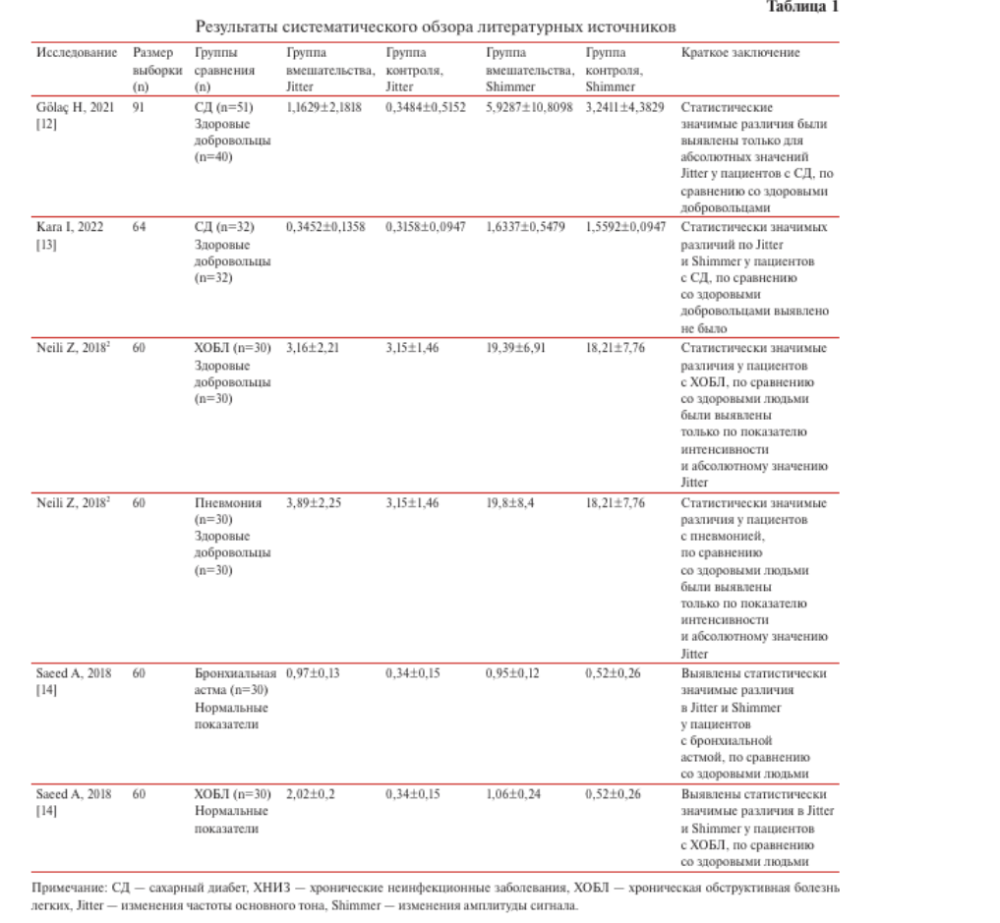 Таблица 1
Результаты систематического обзора литературных источников
Исследование Размер выборки (n) Группы сравнения (n) Группа вмешательства, Jitter Группа контроля, Jitter Группа вмешательства, Shimmer Группа контроля, Shimmer Краткое заключение
Gölaç H, 2021 91 СД (n=51) 1,1629±2,1818 0,3484±0,5152 5,9287±10,8098 3,2411±4,3829 Статистические
[12] Здоровые значимые различия были
добровольцы выявлены только для
(n=40) абсолютных значений
Jitter у пациентов с СД, по
сравнению со здоровыми
добровольцами
Kara I, 2022 64 СД (n=32) 0,3452±0,1358 0,3158±0,0947 1,6337±0,5479 1,5592±0,0947 Статистически значимых
[13] Здоровые различий по Jitter
добровольцы и Shimmer у пациентов
(n=32) с СД, по сравнению
со здоровыми
добровольцами выявлено
не было
Neili Z, 2018² 60 ХОБЛ (n=30) 3,16±2,21 3,15±1,46 19,39±6,91 18,21±7,76 Статистически значимые
Здоровые различия у пациентов
добровольцы с ХОБЛ, по сравнению
(n=30) со здоровыми людьми
были выявлены
только по показателю
интенсивности
и абсолютному значению
Jitter
Neili Z, 2018² 60 Пневмония 3,89±2,25 3,15±1,46 19,8±8,4 18,21±7,76 Статистически значимые
(n=30) различия у пациентов
Здоровые с пневмонией,
добровольцы по сравнению
(n=30) со здоровыми людьми
были выявлены
только по показателю
интенсивности
и абсолютному значению
Jitter
Saeed A, 2018 60 Бронхиальная 0,97±0,13 0,34±0,15 0,95±0,12 0,52±0,26 Выявлены статистически
[14] астма (n=30) значимые различия
Нормальные в Jitter и Shimmer
показатели у пациентов
с бронхиальной
астмой, по сравнению
со здоровыми людьми
Saeed A, 2018 60 ХОБЛ (n=30) 2,02±0,2 0,34±0,15 1,06±0,24 0,52±0,26 Выявлены статистически
[14] Нормальные значимые различия в Jitter
показатели и Shimmer у пациентов
с ХОБЛ, по сравнению
со здоровыми людьми
Примечание: СД — сахарный диабет, ХНИЗ — хронические неинфекционные заболевания, ХОБЛ — хроническая обструктивная болезнь
легких, Jitter — изменения частоты основного тона, Shimmer — изменения амплитуды сигнала.